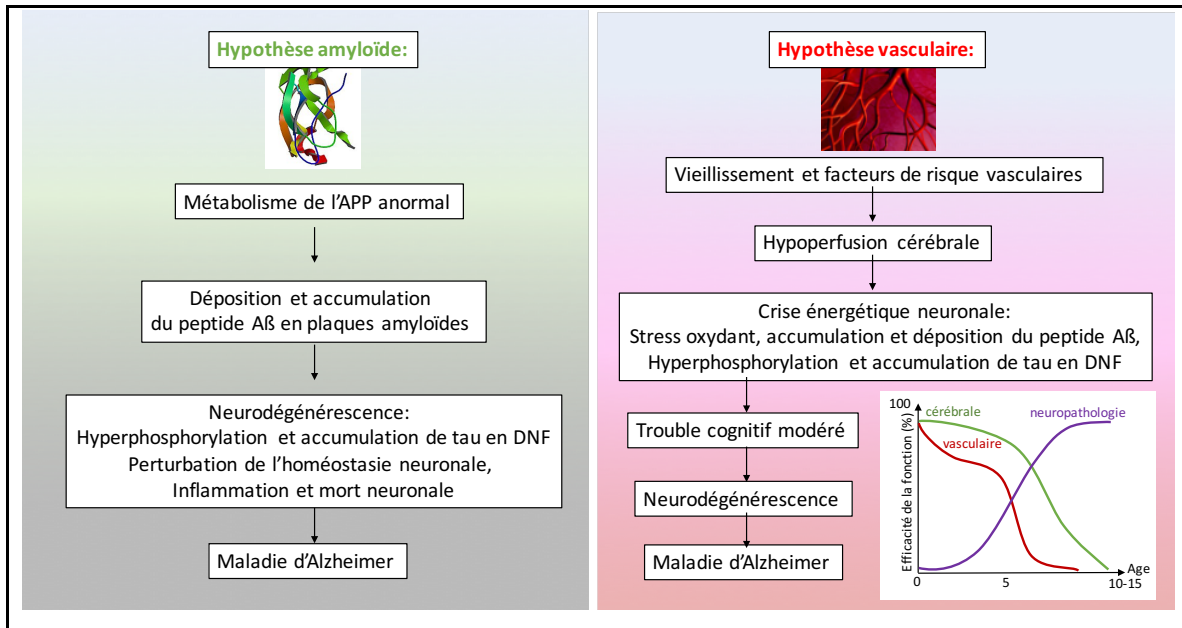 Hypothèse amyloïde:
Métabolisme de l'APP anormal
Déposition et accumulation
du peptide Aß en plaques amyloïdes
Neurodégénérescence:
Hyperphosphorylation et accumulation de tau en DNF
Perturbation de l'homéostasie neuronale,
Inflammation et mort neuronale
Maladie d'Alzheimer
Hypothèse vasculaire:
Vieillissement et facteurs de risque vasculaires
Hypoperfusion cérébrale
Crise énergétique neuronale:
Stress oxydant, accumulation et déposition du peptide Aß,
Hyperphosphorylation et accumulation de tau en DNF
Trouble cognitif modéré
Neurodégénérescence
Maladie d'Alzheimer
Efficacité de la fonction (%)
100
cérébrale
neuropathologie
vasculaire
Age
0
5
10-15